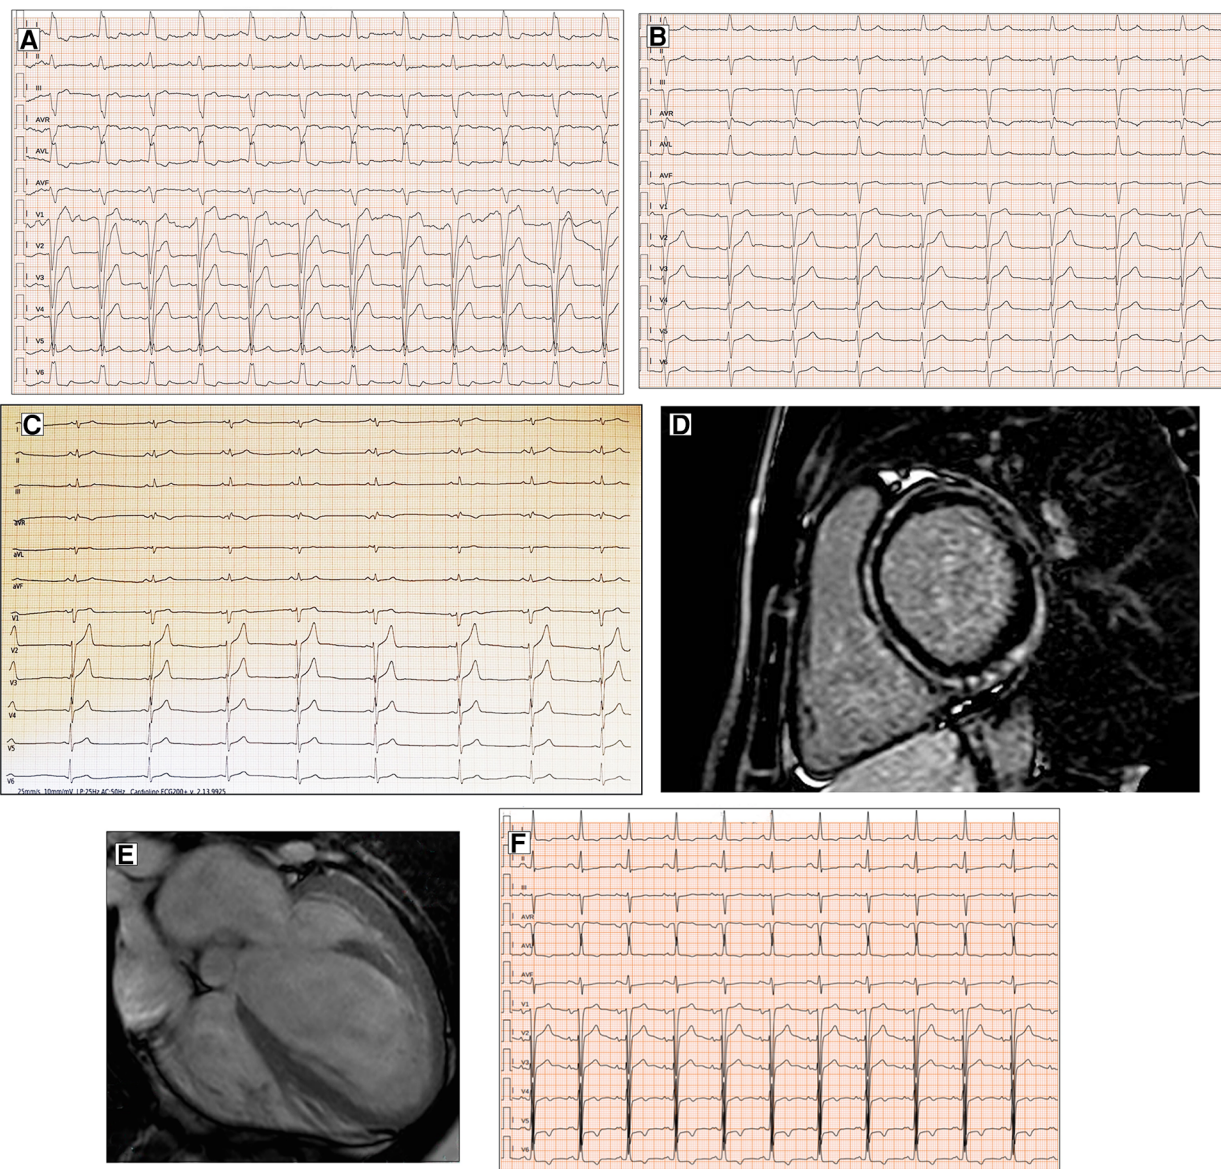 A
I
II
III
AVR
AVL
AVF
V1
V2
V3
V4
V5
V6
B
I
II
III
AVR
AVL
AVF
V1
V2
V3
V4
V5
V6
C
I
II
III
aVR
aVL
aVF
V1
V2
V3
V4
V5
V6
25mm/s 10mm/mV LP:25Hz AC:50Hz Cardioline ECG200+ v. 2.13.9925
D
E
F
I
II
III
AVR
AVL
AVF
V1
V2
V3
V4
V5
V6